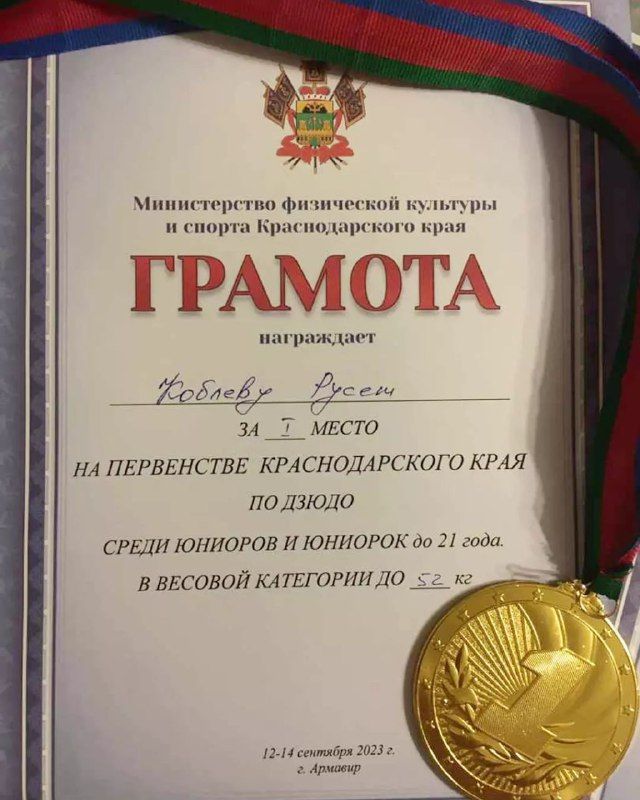 Министерство физической культуры
и спорта Краснодарского края
ГРАМОТА
награждает
Коблеву Русет
ЗА I МЕСТО
НА ПЕРВЕНСТВЕ КРАСНОДАРСКОГО КРАЯ
ПО ДЗЮДО
СРЕДИ ЮНИОРОВ И ЮНИОРОК до 21 года.
В ВЕСОВОЙ КАТЕГОРИИ ДО 52 кг
12-14 сентября 2023 г.
г. Армавир
1